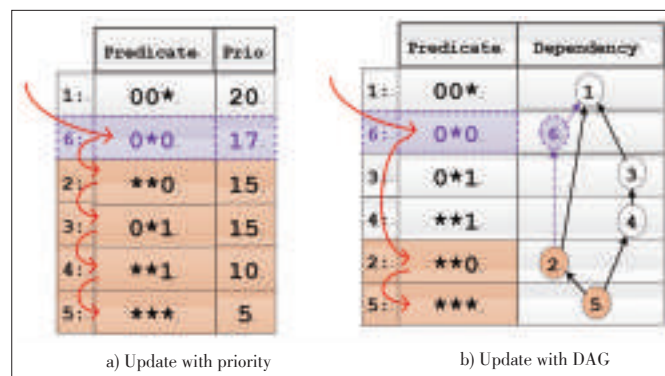 Predicate Prio
1: 00* 20
6: 0*0 17
2: **0 15
3: 0*1 15
4: **1 10
5: *** 5
a) Update with priority
Predicate Dependency
1: 00* 1
6: 0*0 6
3: 0*1 3
4: **1 4
2: **0 2
5: *** 5
b) Update with DAG